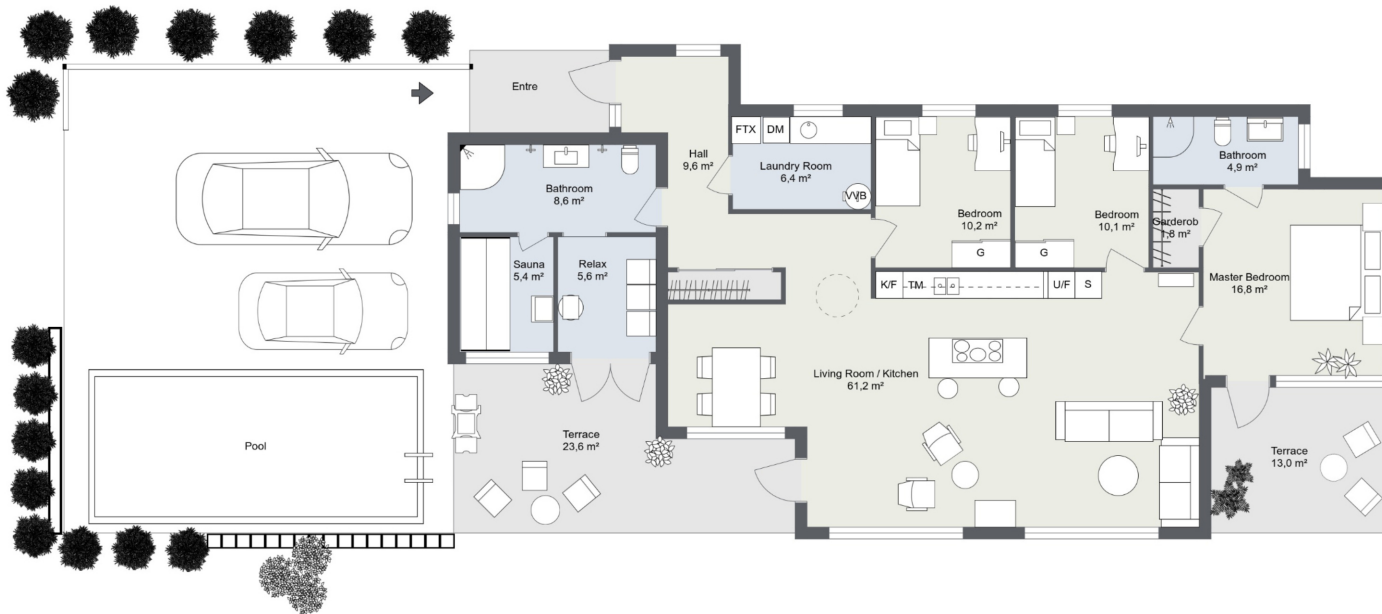 Entre
Hall
9,6 m²
FTX
DM
Laundry Room
6,4 m²
VVB
Bathroom
8,6 m²
Sauna
5,4 m²
Relax
5,6 m²
Bedroom
10,2 m²
G
Bedroom
10,1 m²
G
Bathroom
4,9 m²
Garderob
1,8 m²
Master Bedroom
16,8 m²
K/F
TM
U/F
S
Living Room / Kitchen
61,2 m²
Terrace
23,6 m²
Pool
Terrace
13,0 m²